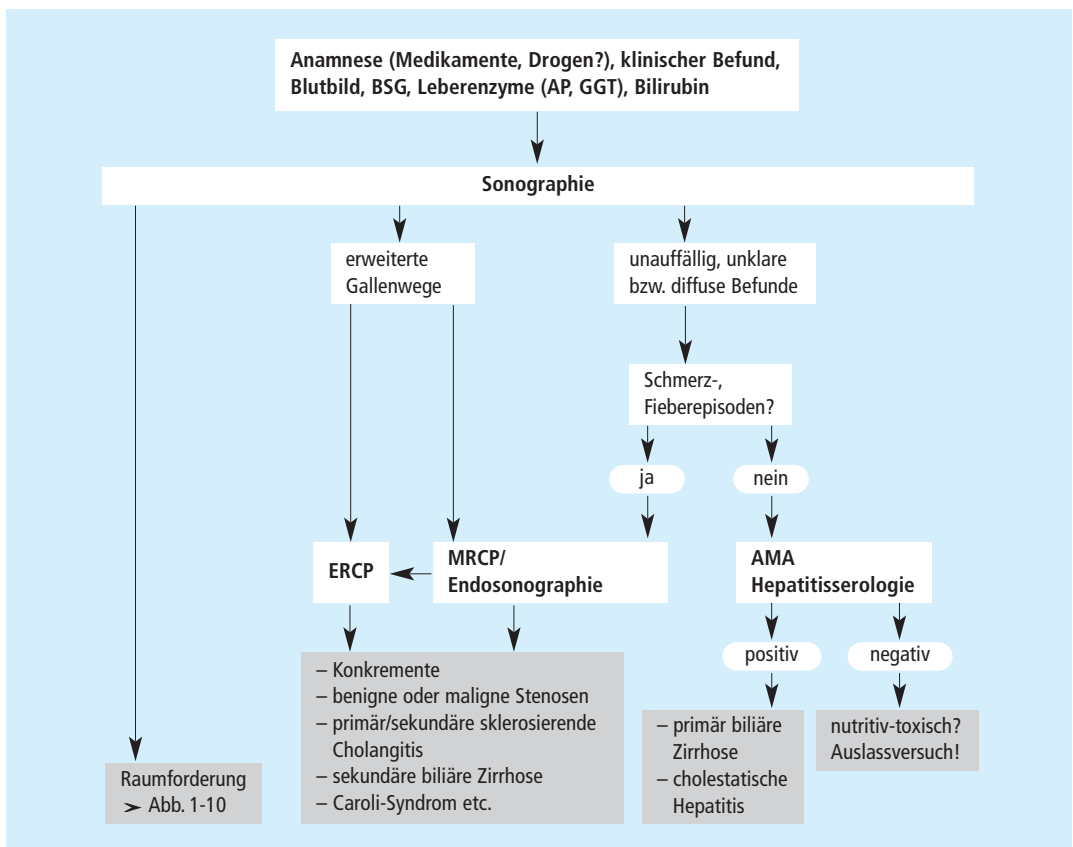 Anamnese (Medikamente, Drogen?), klinischer Befund,
Blutbild, BSG, Leberenzyme (AP, GGT), Bilirubin
Sonographie
erweiterte
Gallenwege
unauffällig, unklare
bzw. diffuse Befunde
Schmerz-,
Fieberepisoden?
ja
nein
ERCP
MRCP/
Endosonographie
AMA
Hepatitisserologie
positiv
negativ
– Konkremente
– benigne oder maligne Stenosen
– primär/sekundäre sklerosierende
Cholangitis
– sekundäre biliäre Zirrhose
– Caroli-Syndrom etc.
– primär biliäre
Zirrhose
– cholestatische
Hepatitis
nutritiv-toxisch?
Auslassversuch!
Raumforderung
➤ Abb. 1-10